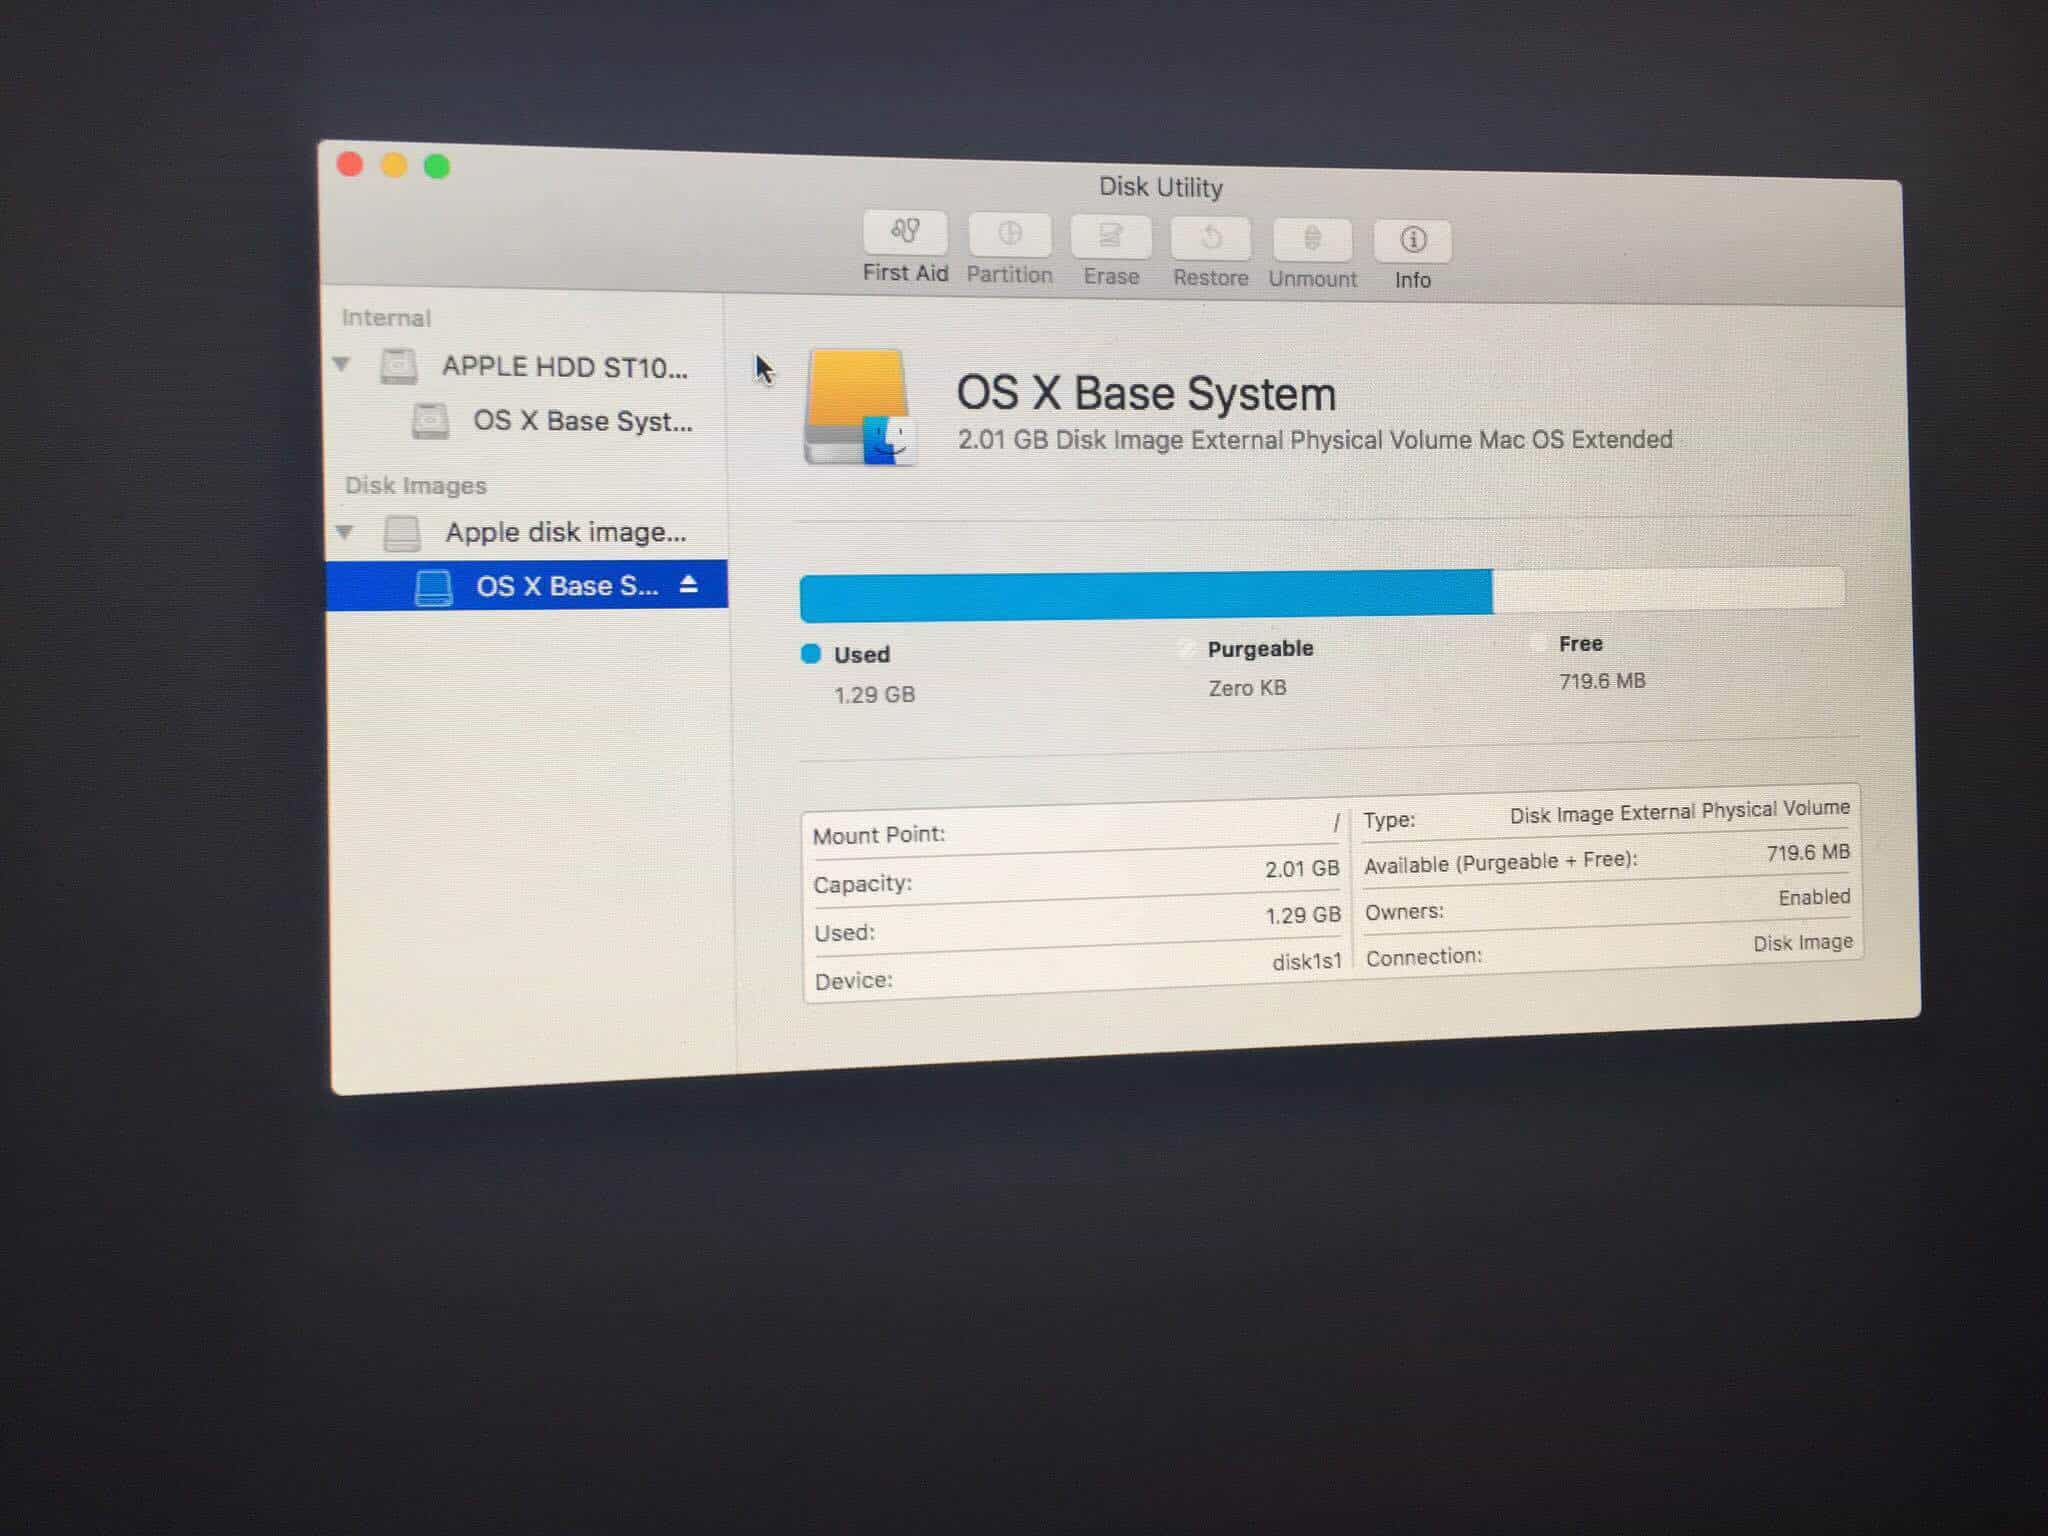 Disk Utility
First Aid Partition Erase Restore Unmount Info
Internal
APPLE HDD ST10...
OS X Base Syst...
Disk Images
Apple disk image...
OS X Base S...
OS X Base System
2.01 GB Disk Image External Physical Volume Mac OS Extended
Used
1.29 GB
Purgeable
Zero KB
Free
719.6 MB
Mount Point: /
Capacity: 2.01 GB
Used: 1.29 GB
Device: disk1s1
Type: Disk Image External Physical Volume
Available (Purgeable + Free): 719.6 MB
Owners: Enabled
Connection: Disk Image